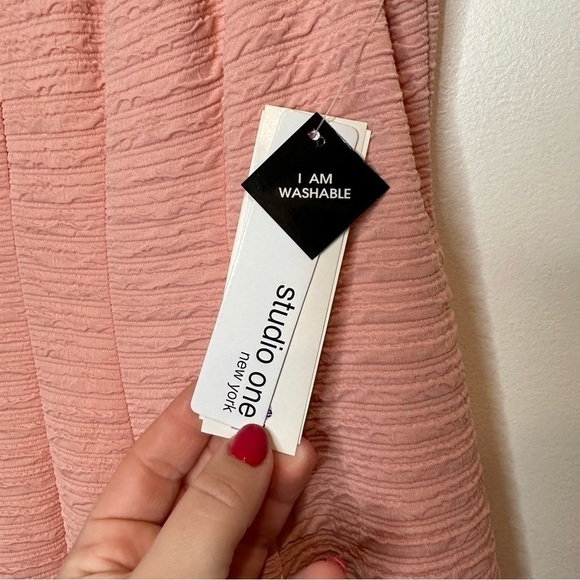 I AM
WASHABLE
studio one
new york